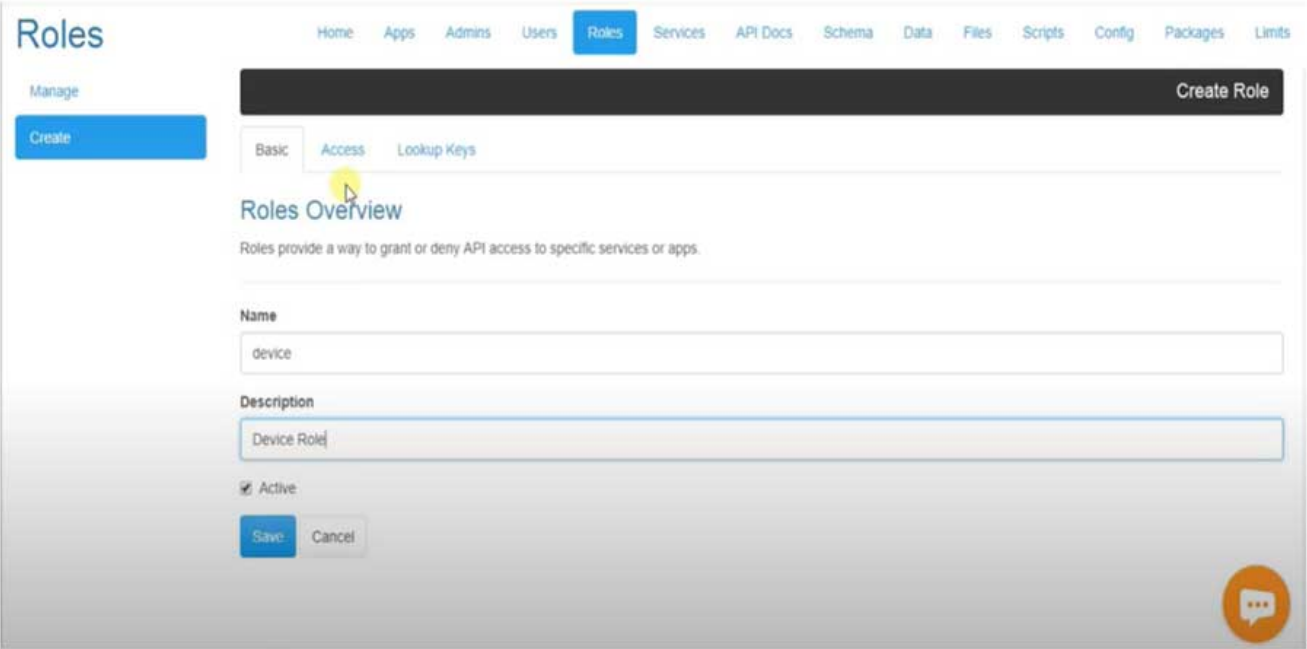 Roles Home Apps Admins Users Roles Services API Docs Schema Data Files Scripts Config Packages Limits
Manage
Create
Create Role
Basic Access Lookup Keys
Roles Overview
Roles provide a way to grant or deny API access to specific services or apps.
Name
device
Description
Device Role
Active
Save Cancel